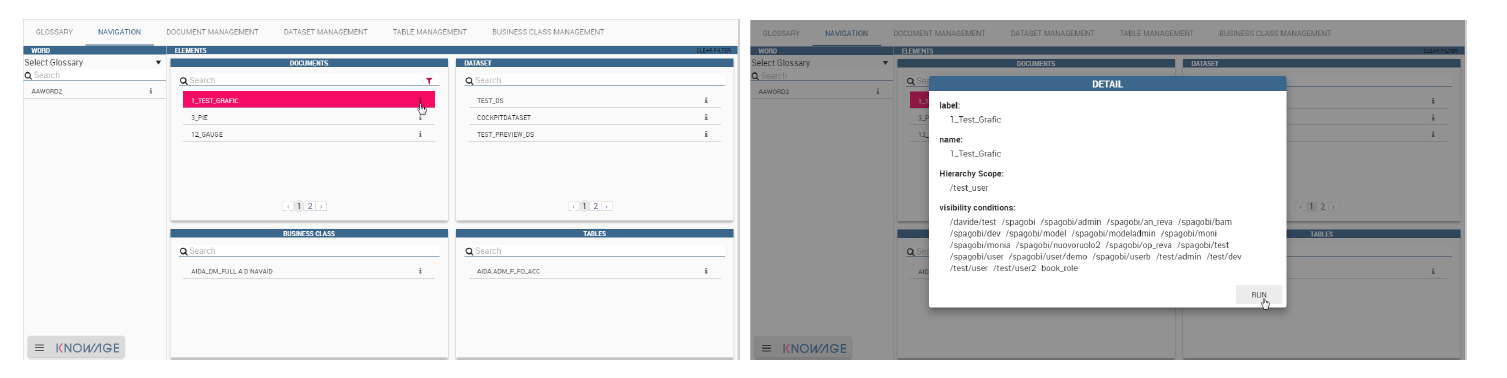 GLOSSARY NAVIGATION DOCUMENT MANAGEMENT DATASET MANAGEMENT TABLE MANAGEMENT BUSINESS CLASS MANAGEMENT
WORD ELEMENTS CLEAR FILTER
Select Glossary
Search
AAWORD2
DOCUMENTS
Search
1_TEST_GRAFIC
3_PIE
12_GAUGE
1 2
DATASET
Search
TEST_DS
COCKPITDATASET
TEST_PREVIEW_DS
1 2
BUSINESS CLASS
Search
AIDA_DM_FULL A D NAVAID
TABLES
Search
AIDA.ADM_F_FO_ACC
KNOWAGE
GLOSSARY NAVIGATION DOCUMENT MANAGEMENT DATASET MANAGEMENT TABLE MANAGEMENT BUSINESS CLASS MANAGEMENT
WORD ELEMENTS CLEAR FILTER
Select Glossary
Search
AAWORD2
DOCUMENTS
DATASET
1 2
TABLES
DETAIL
label:
1_Test_Grafic
name:
1_Test_Grafic
Hierarchy Scope:
/test_user
visibility conditions:
/davide/test /spagobi /spagobi/admin /spagobi/an_reva /spagobi/bam
/spagobi/dev /spagobi/model /spagobi/modeladmin /spagobi/moni
/spagobi/monia /spagobi/nuovoruolo2 /spagobi/op_reva /spagobi/test
/spagobi/user /spagobi/user/demo /spagobi/userb /test/admin /test/dev
/test/user /test/user2 book_role
RUN
KNOWAGE